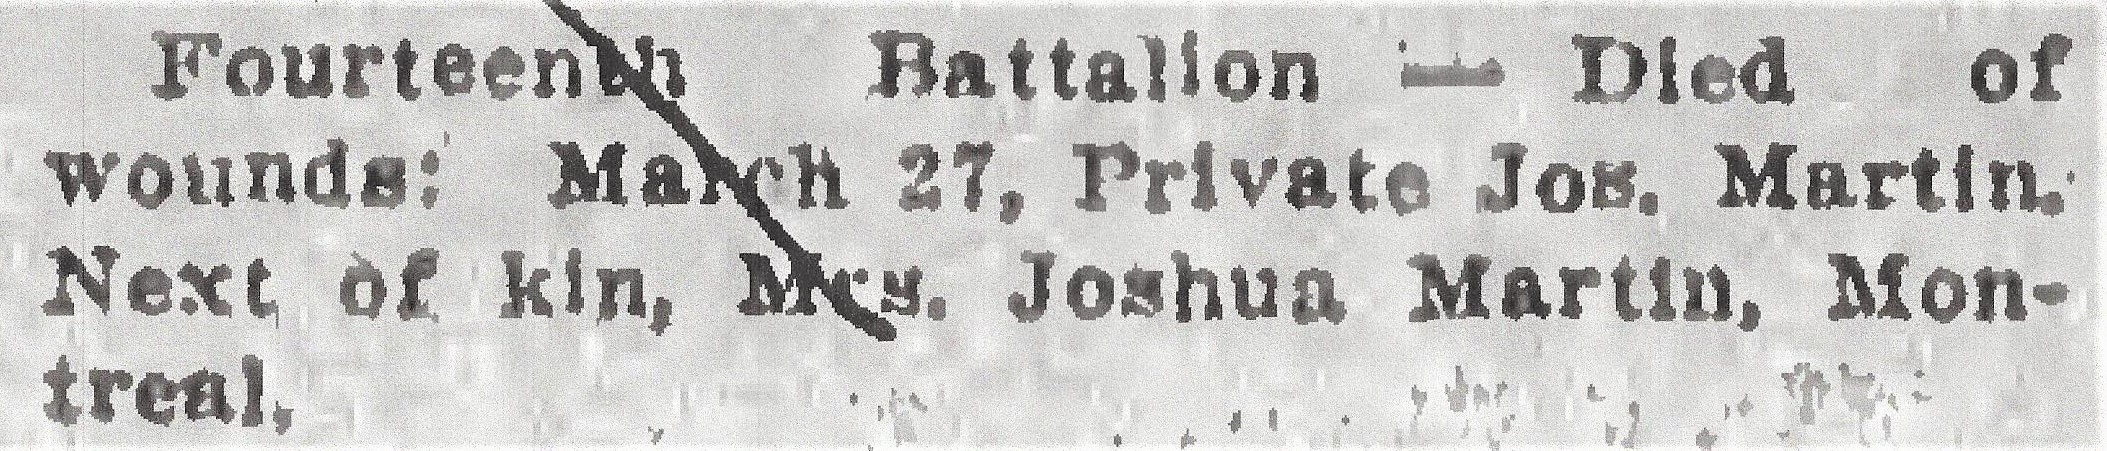 Fourteenth Battalion — Died of
wounds: March 27, Private Jos. Martin.
Next of kin, Mrs. Joshua Martin, Mon-
treal,